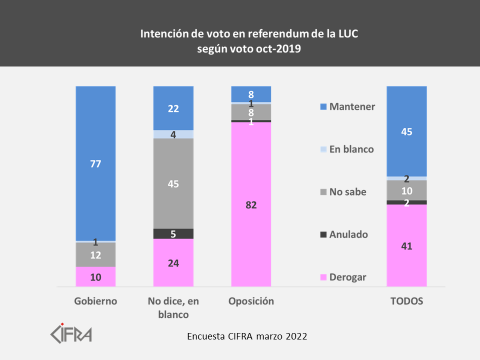 Intención de voto en referendum de la LUC
según voto oct-2019
77
1
12
10
22
4
45
5
24
8
1
8
1
82
Mantener
En blanco
No sabe
Anulado
Derogar
45
2
10
2
41
Gobierno
No dice, en
blanco
Oposición
TODOS
CIFRA
Encuesta CIFRA marzo 2022